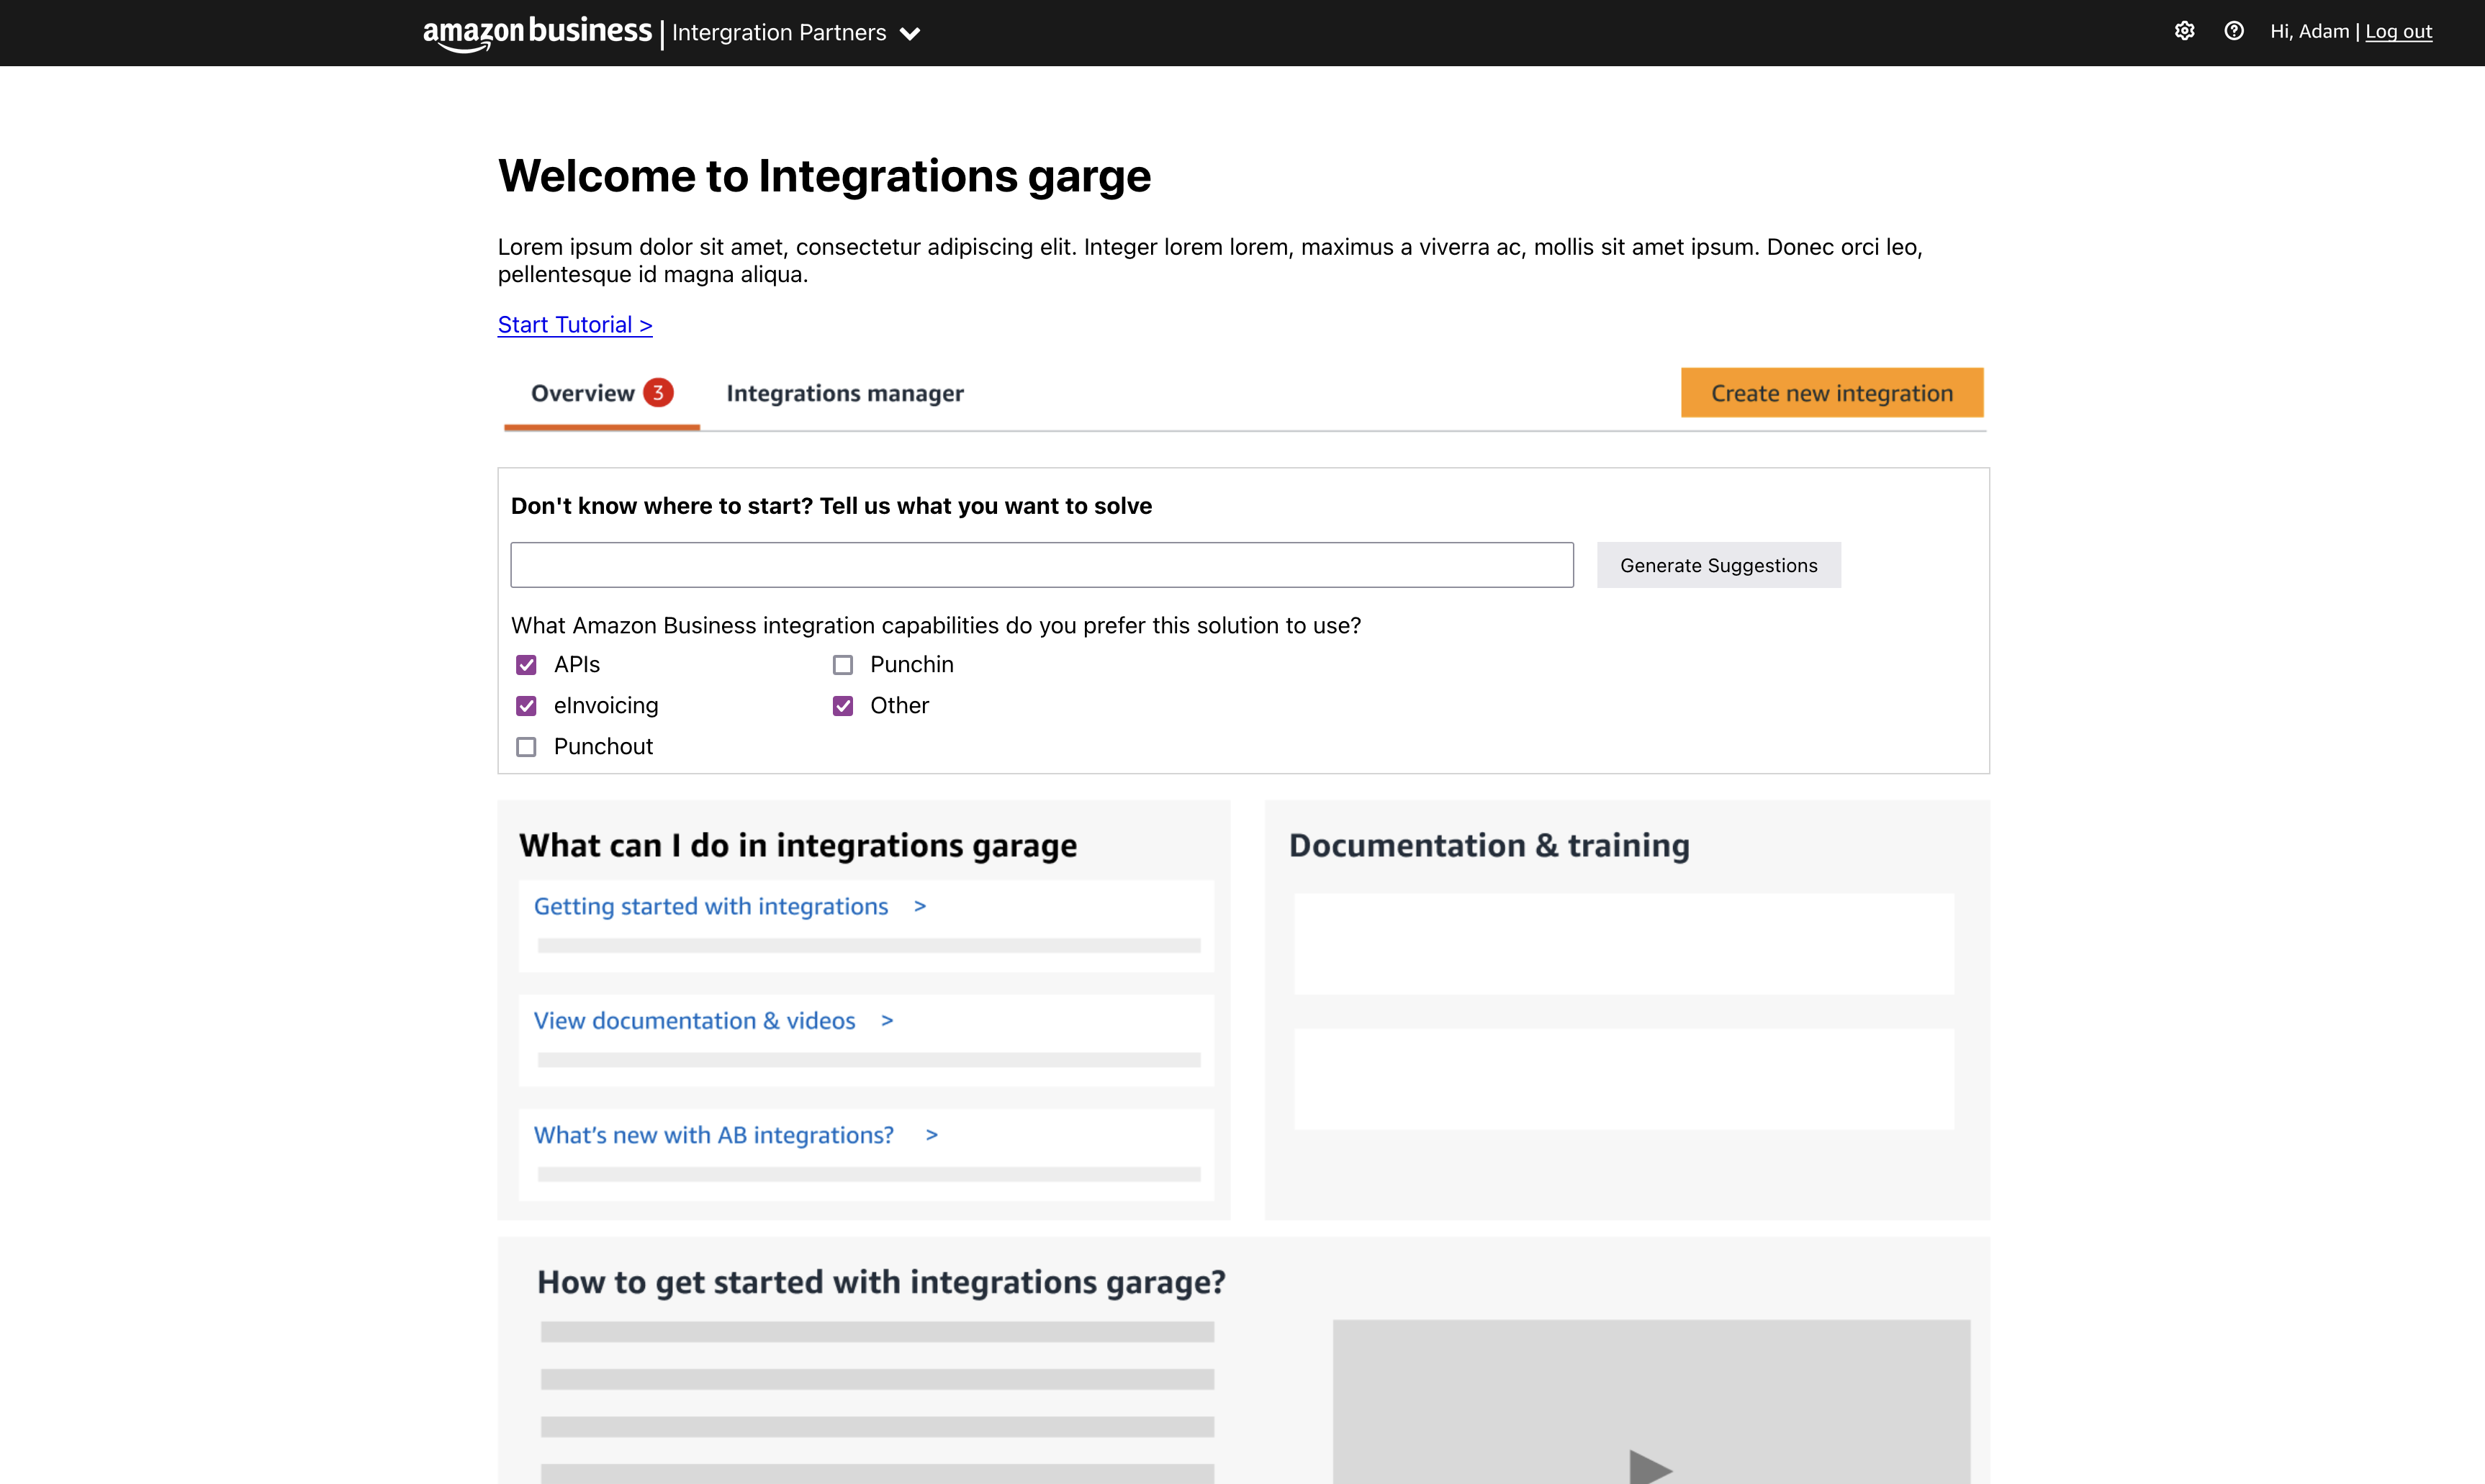 amazon business | Intergration Partners
Hi, Adam | Log out
Welcome to Integrations garge
Lorem ipsum dolor sit amet, consectetur adipiscing elit. Integer lorem lorem, maximus a viverra ac, mollis sit amet ipsum. Donec orci leo,
pellentesque id magna aliqua.
Start Tutorial >
Overview 3
Integrations manager
Create new integration
Don't know where to start? Tell us what you want to solve
Generate Suggestions
What Amazon Business integration capabilities do you prefer this solution to use?
APIs
Punchin
eInvoicing
Other
Punchout
What can I do in integrations garage
Getting started with integrations >
View documentation & videos >
What’s new with AB integrations? >
Documentation & training
How to get started with integrations garage?